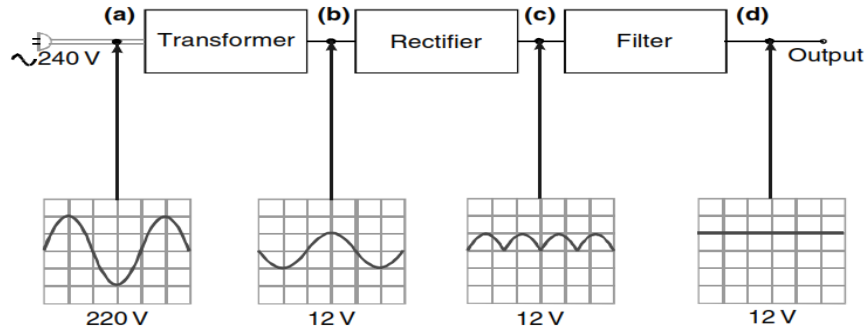 (a) (b) (c) (d)
Transformer Rectifier Filter
240 V Output
220 V 12 V 12 V 12 V